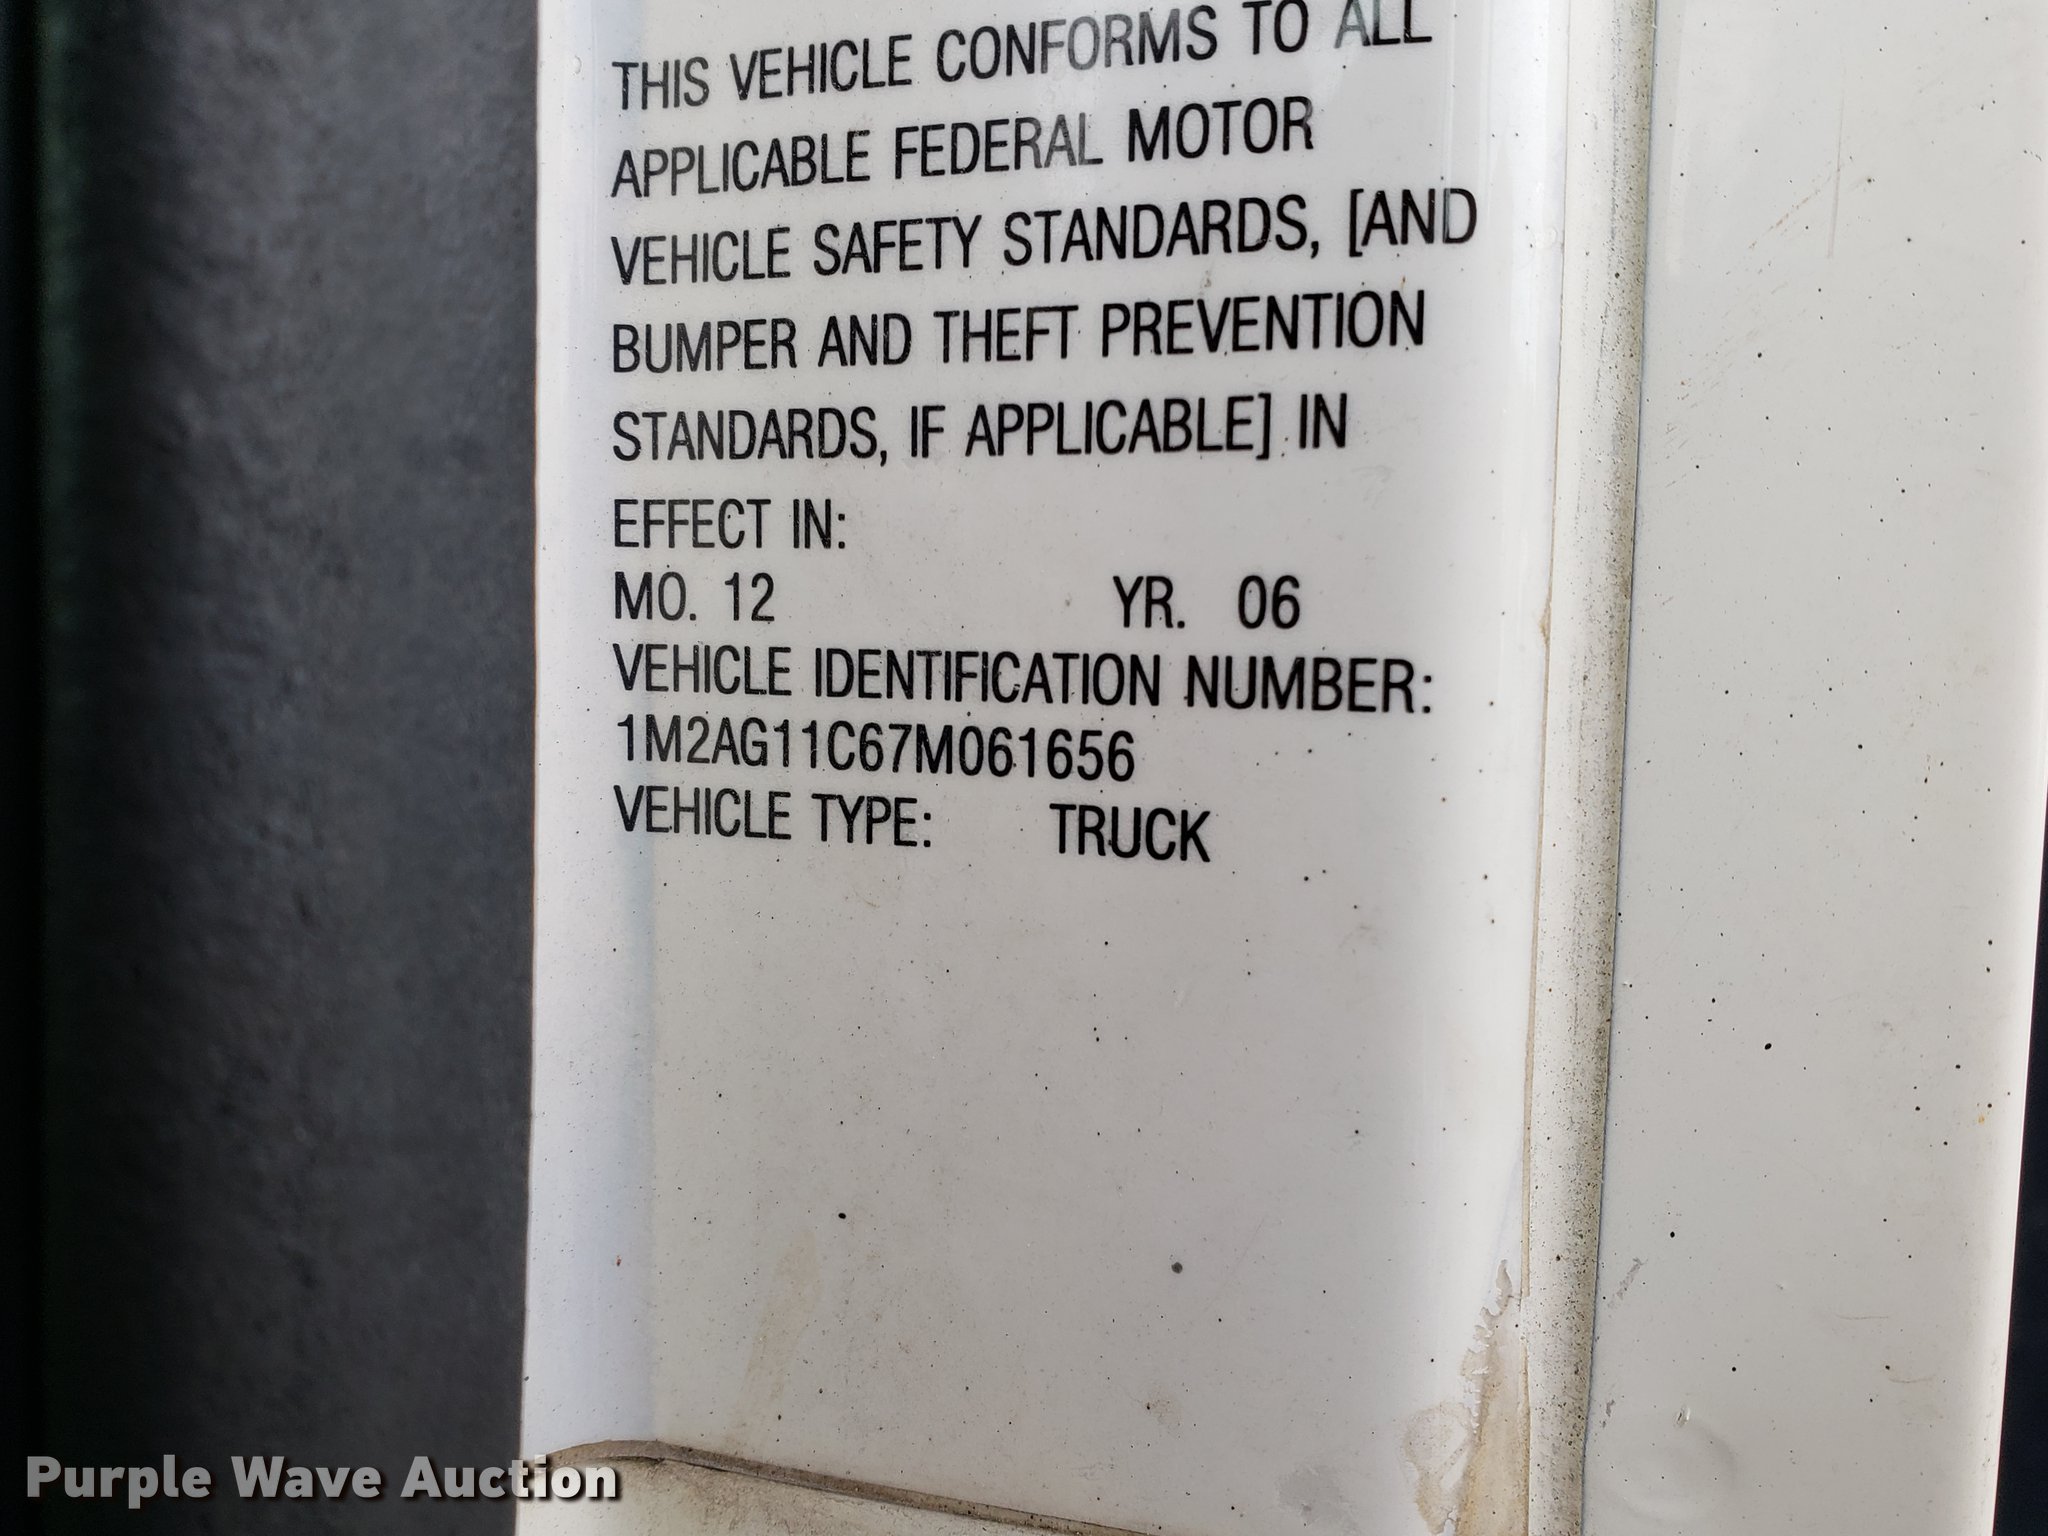 THIS VEHICLE CONFORMS TO ALL
APPLICABLE FEDERAL MOTOR
VEHICLE SAFETY STANDARDS, [AND
BUMPER AND THEFT PREVENTION
STANDARDS, IF APPLICABLE] IN
EFFECT IN:
MO. 12 YR. 06
VEHICLE IDENTIFICATION NUMBER:
1M2AG11C67M061656
VEHICLE TYPE: TRUCK
Purple Wave Auction